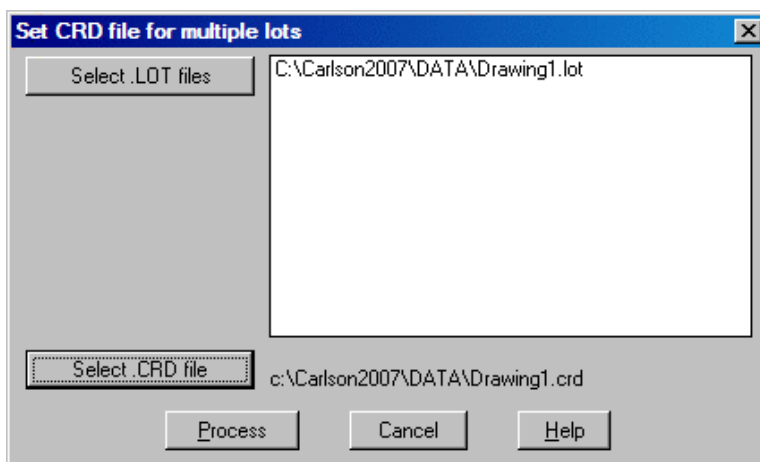 Set CRD file for multiple lots
Select .LOT files
C:\Carlson2007\DATA\Drawing1.lot
Select .CRD file
c:\Carlson2007\DATA\Drawing1.crd
Process
Cancel
Help